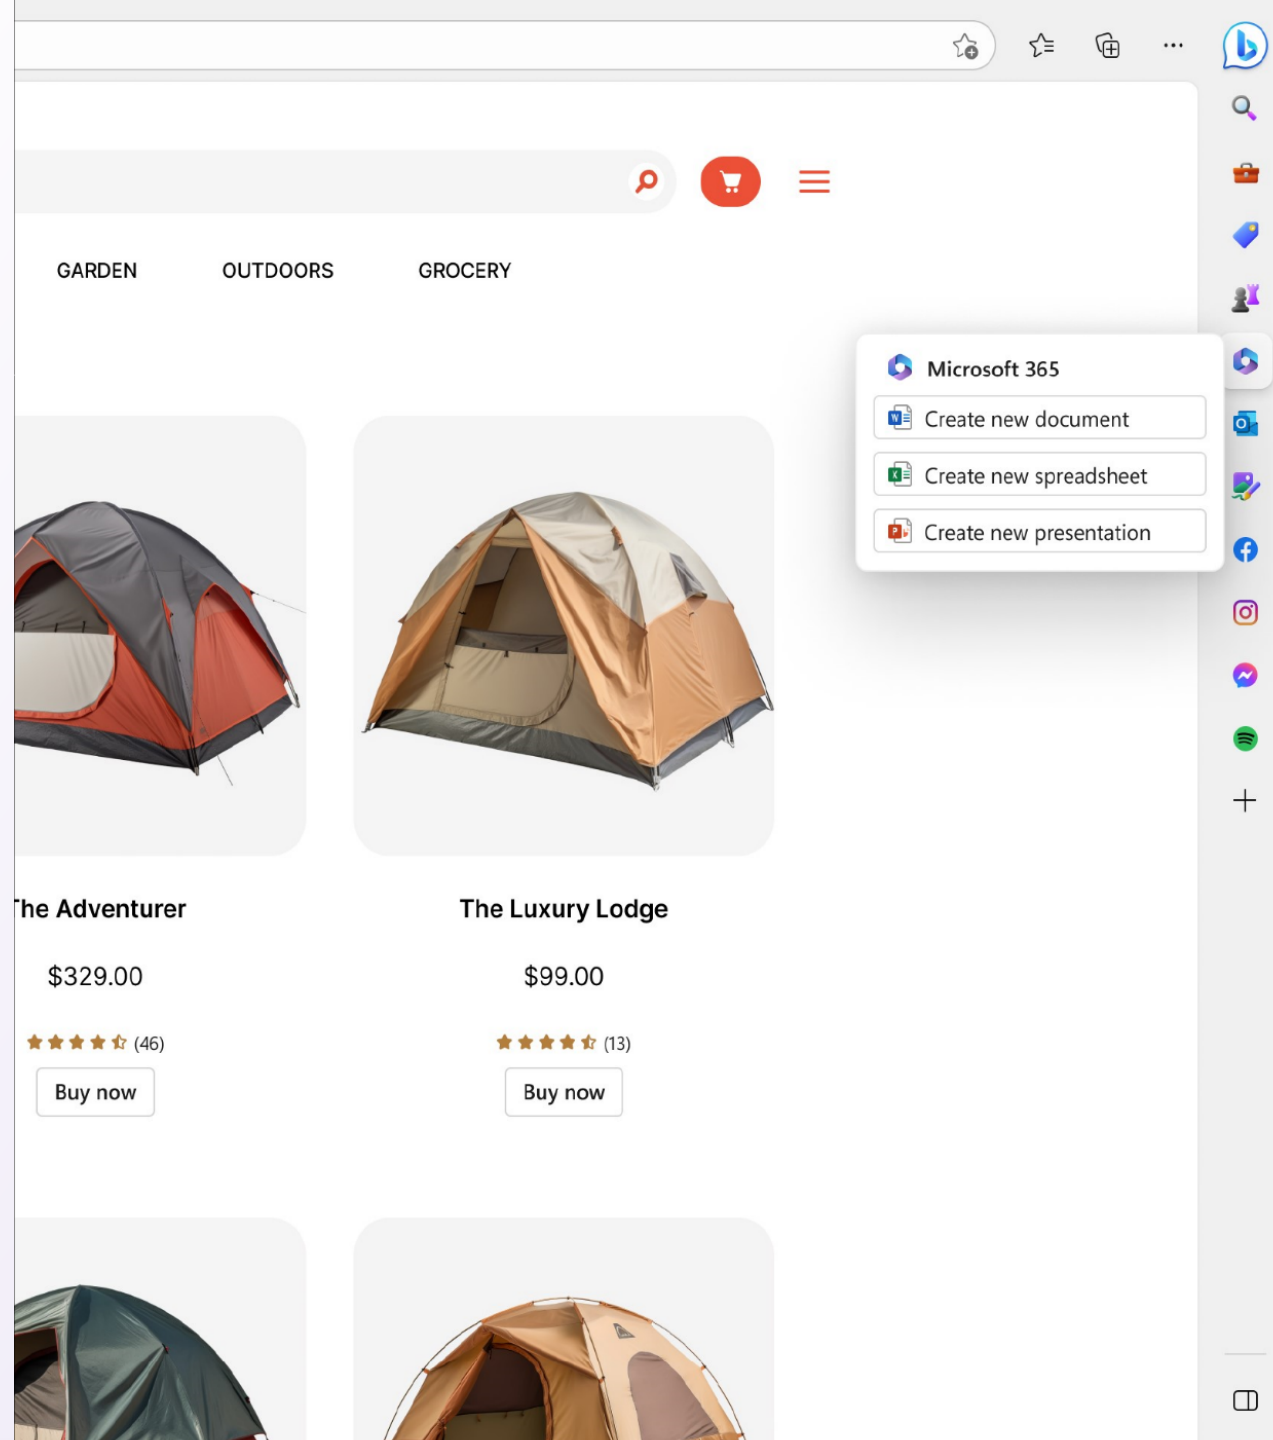 GARDEN OUTDOORS GROCERY
Microsoft 365
Create new document
Create new spreadsheet
Create new presentation
The Adventurer The Luxury Lodge
$329.00 $99.00
(46) (13)
Buy now Buy now